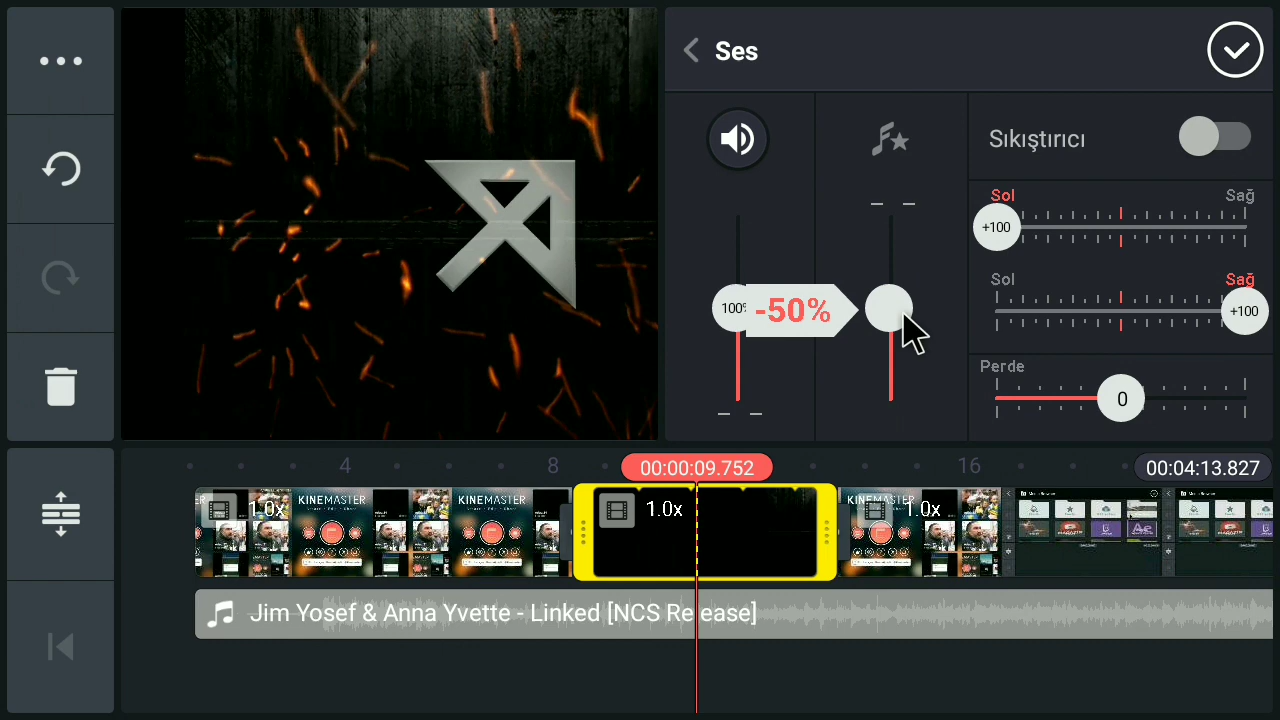 Ses
Sıkıştırıcı
Sol
Sağ
+100
Sol
Sağ
+100
100%
-50%
Perde
0
4
8
00:00:09.752
16
00:04:13.827
1.0x
KINEMASTER
KINEMASTER
1.0x
KINEMASTER
1.0x
Jim Yosef & Anna Yvette - Linked [NCS Release]